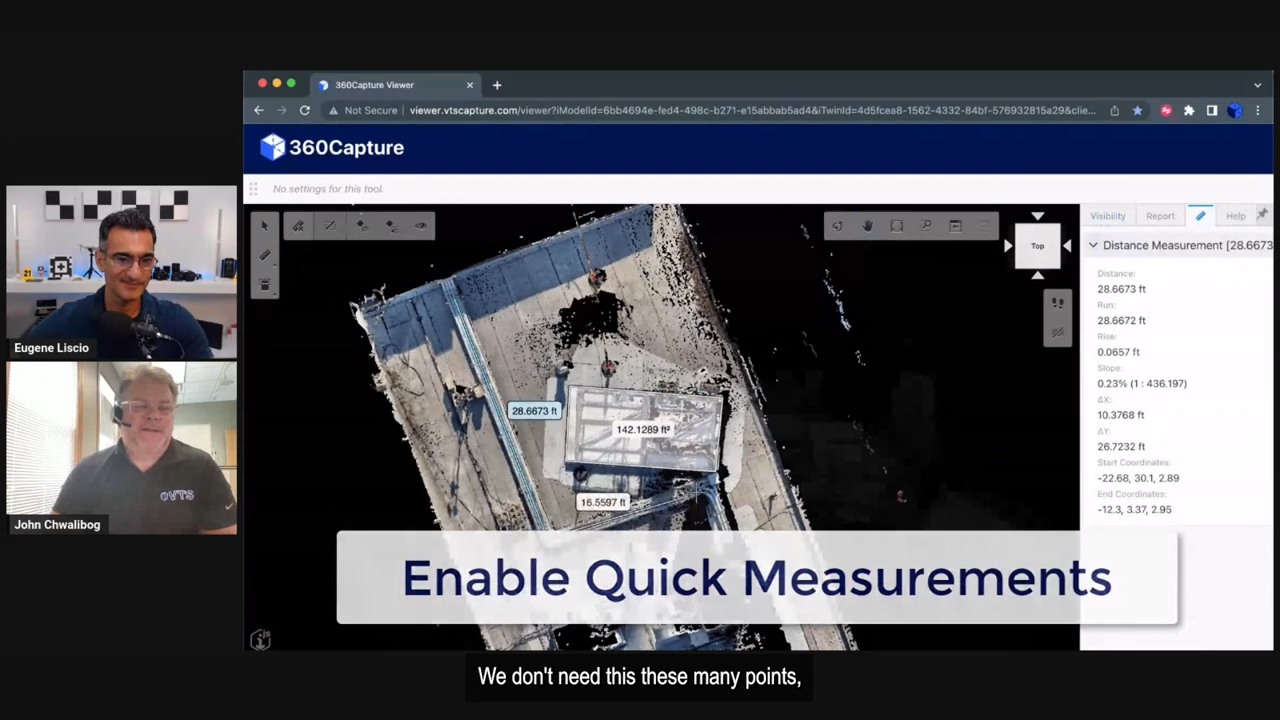 360Capture Viewer
Not Secure | viewer.vtscapture.com/viewer?iModelId=6bb4694e-fed4-498c-b271-e15abbab5ad4&iTwinId=4d5fcea8-1562-4332-84bf-576932815a29&clie...
360Capture
No settings for this tool.
Visibility
Report
Help
Top
Distance Measurement [28.6673
Distance:
28.6673 ft
Run:
28.6672 ft
Rise:
0.0657 ft
Slope:
0.23% (1 : 436.197)
ΔX:
10.3768 ft
ΔY:
26.7232 ft
Start Coordinates:
-22.68, 30.1, 2.89
End Coordinates:
-12.3, 3.37, 2.95
28.6673 ft
142.1289 ft²
16.5597 ft
21
Eugene Liscio
VTS
John Chwalibog
Enable Quick Measurements
We don't need this these many points,